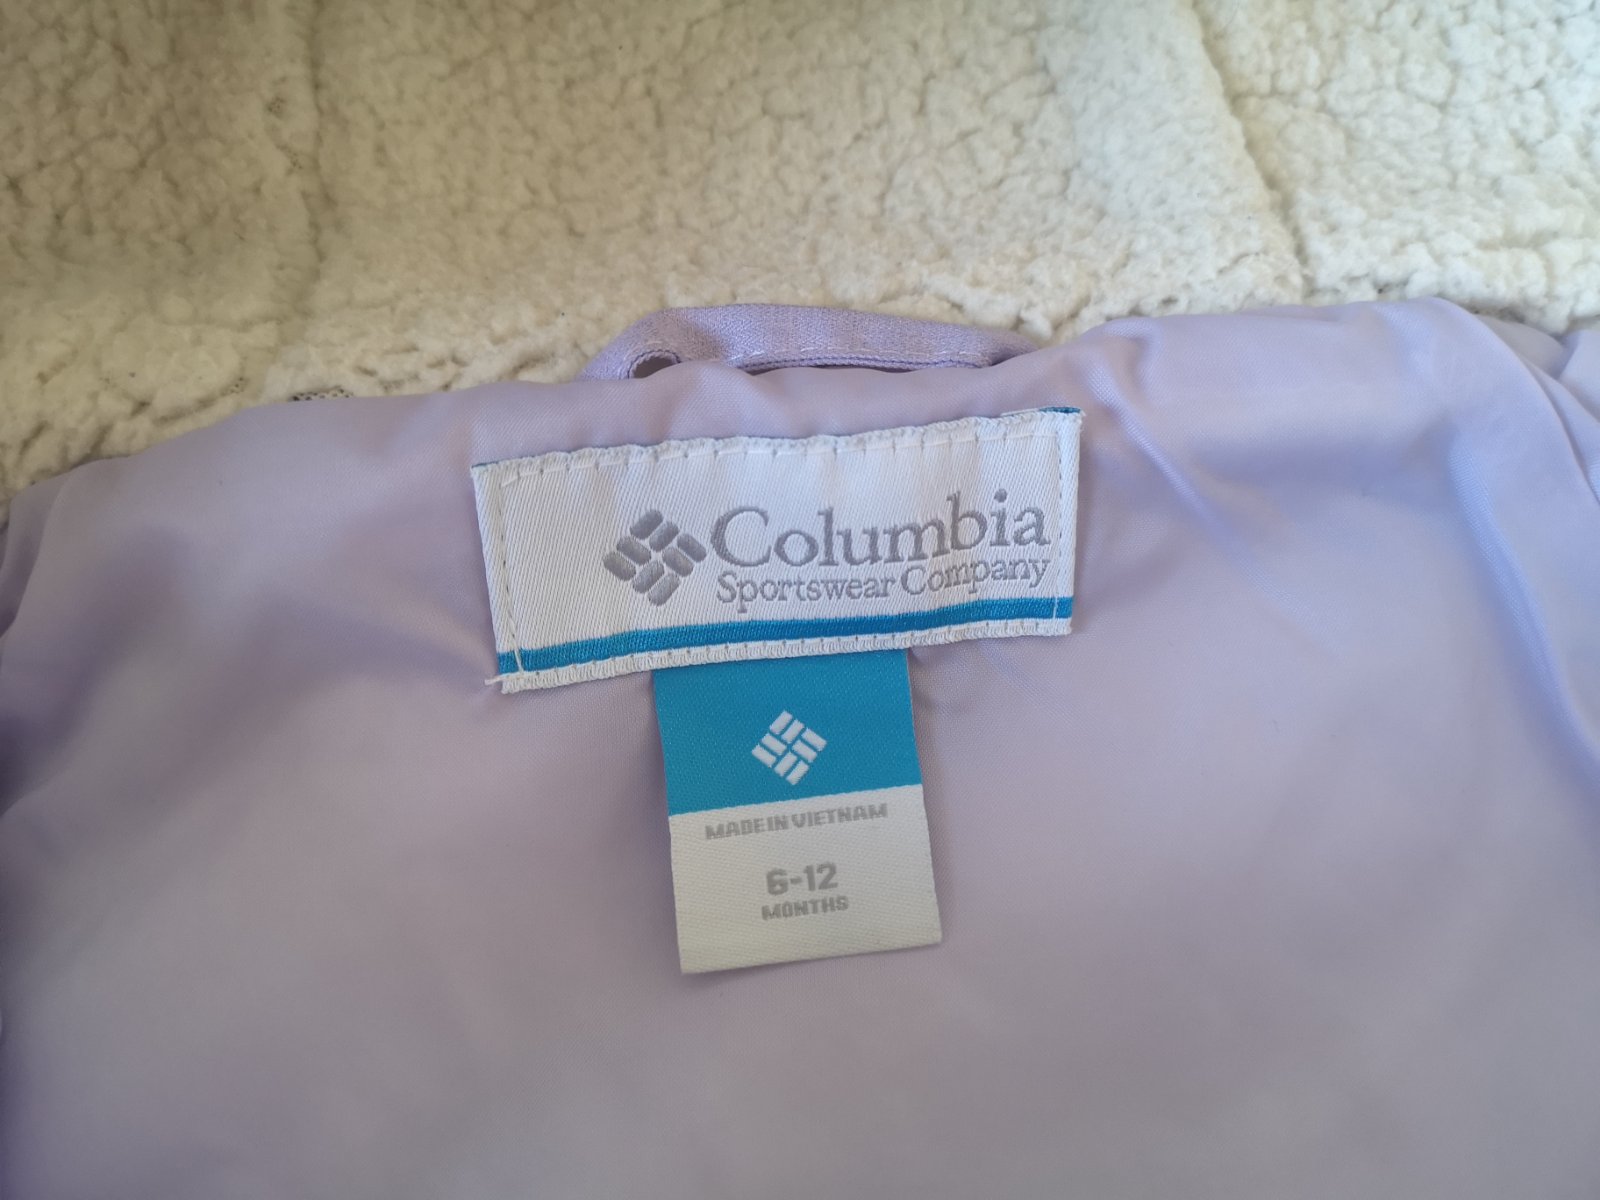 Columbia
Sportswear Company
MADE IN VIETNAM
6-12
MONTHS